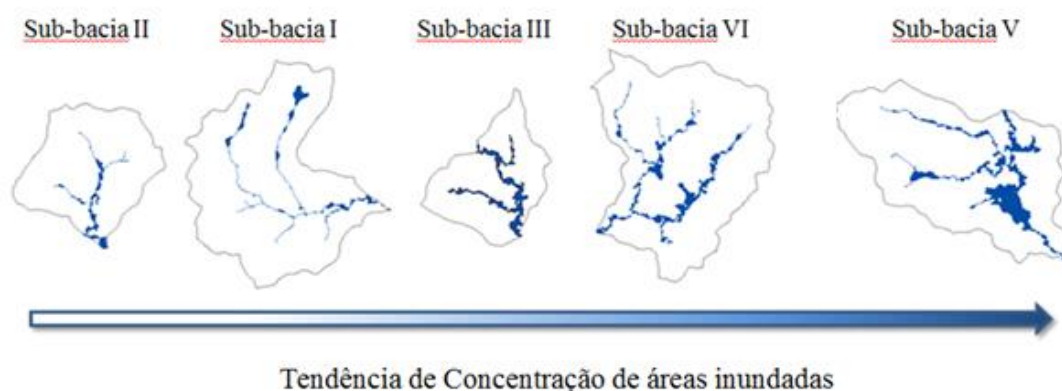 Sub-bacia II Sub-bacia I Sub-bacia III Sub-bacia VI Sub-bacia V
Tendência de Concentração de áreas inundadas